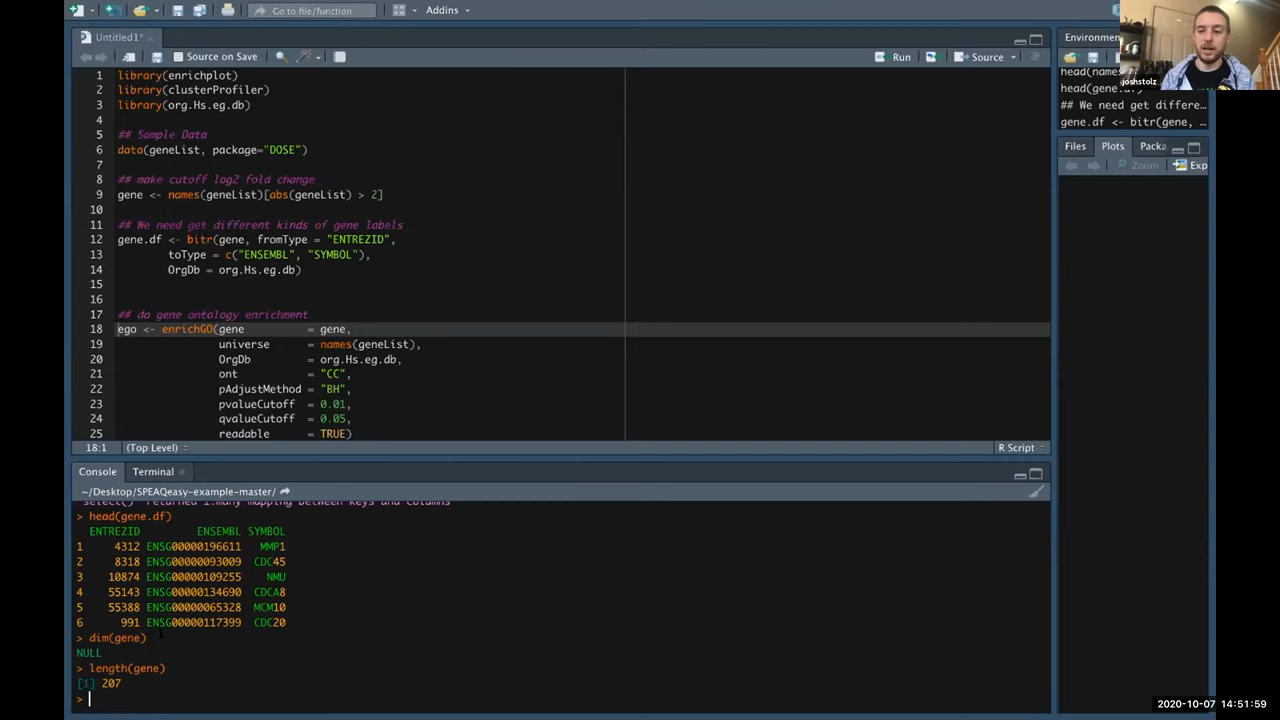 Go to file/function
Addins
Untitled1*
Source on Save
Run
Source
1 library(enrichplot)
2 library(clusterProfiler)
3 library(org.Hs.eg.db)
4
5 ## Sample Data
6 data(geneList, package="DOSE")
7
8 ## make cutoff log2 fold change
9 gene <- names(geneList)[abs(geneList) > 2]
10
11 ## We need get different kinds of gene labels
12 gene.df <- bitr(gene, fromType = "ENTREZID",
13 toType = c("ENSEMBL", "SYMBOL"),
14 OrgDb = org.Hs.eg.db)
15
16
17 ## do gene antology enrichment
18 ego <- enrichGO(gene = gene,
19 universe = names(geneList),
20 OrgDb = org.Hs.eg.db,
21 ont = "CC",
22 pAdjustMethod = "BH",
23 pvalueCutoff = 0.01,
24 qvalueCutoff = 0.05,
25 readable = TRUE)
18:1 (Top Level) R Script
Console Terminal
~/Desktop/SPEAQeasy-example-master/
'select()' returned 1:many mapping between keys and columns
> head(gene.df)
ENTREZID ENSEMBL SYMBOL
1 4312 ENSG00000196611 MMP1
2 8318 ENSG00000093009 CDC45
3 10874 ENSG00000109255 NMU
4 55143 ENSG00000134690 CDCA8
5 55388 ENSG00000065328 MCM10
6 991 ENSG00000117399 CDC20
> dim(gene)
NULL
> length(gene)
[1] 207
>
Environme
head(names
head(gene.df)
## We need get differe...
gene.df <- bitr(gene, ...
Files Plots Packa
Zoom Exp
joshstolz
2020-10-07 14:51:59